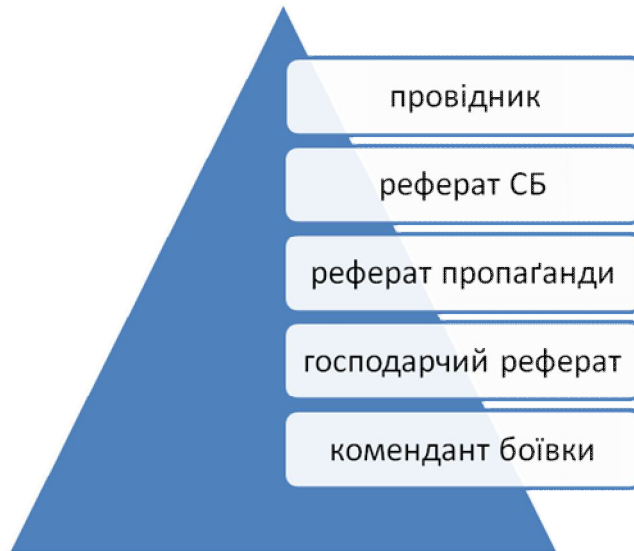 провідник
реферат СБ
реферат пропаґанди
господарчий реферат
комендант боївки